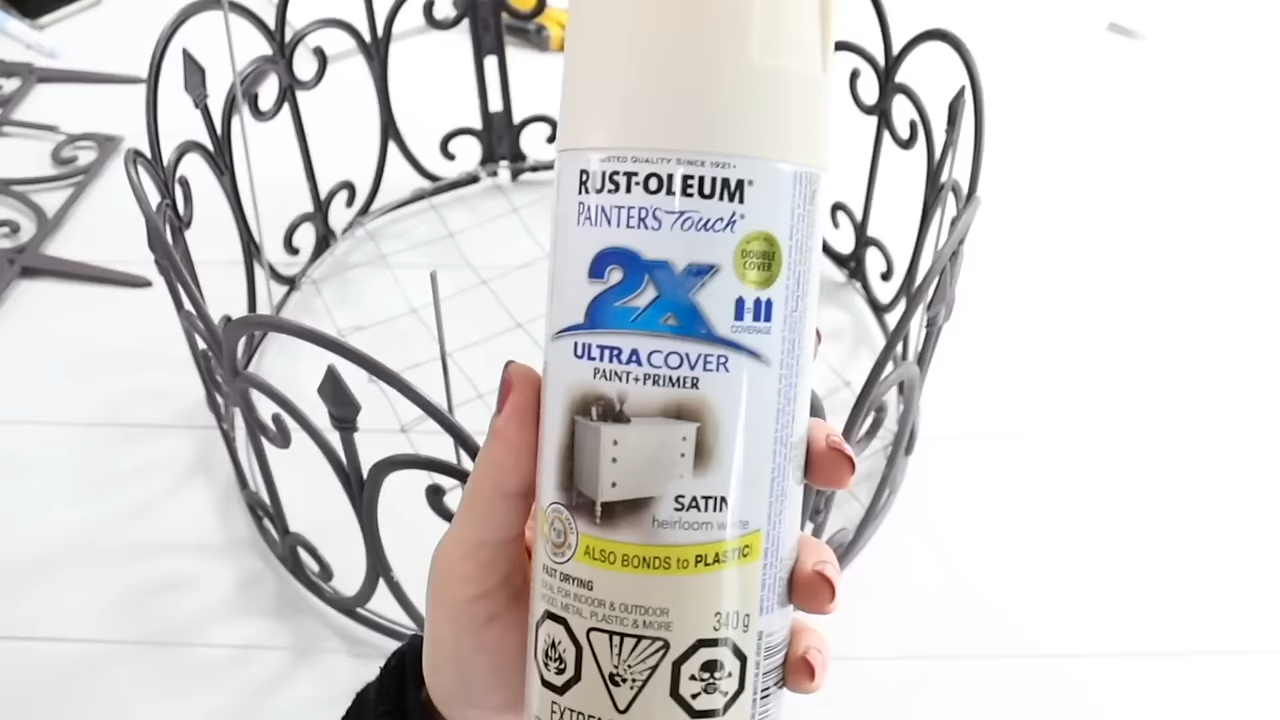 TRUSTED QUALITY SINCE 1921
RUST-OLEUM®
PAINTER'S Touch®
2X
DOUBLE
COVER
COVERAGE
ULTRA COVER
PAINT+PRIMER
SATIN
heirloom white
ALSO BONDS to PLASTIC!
FAST DRYING
IDEAL FOR INDOOR & OUTDOOR
WOOD, METAL, PLASTIC & MORE
340 g